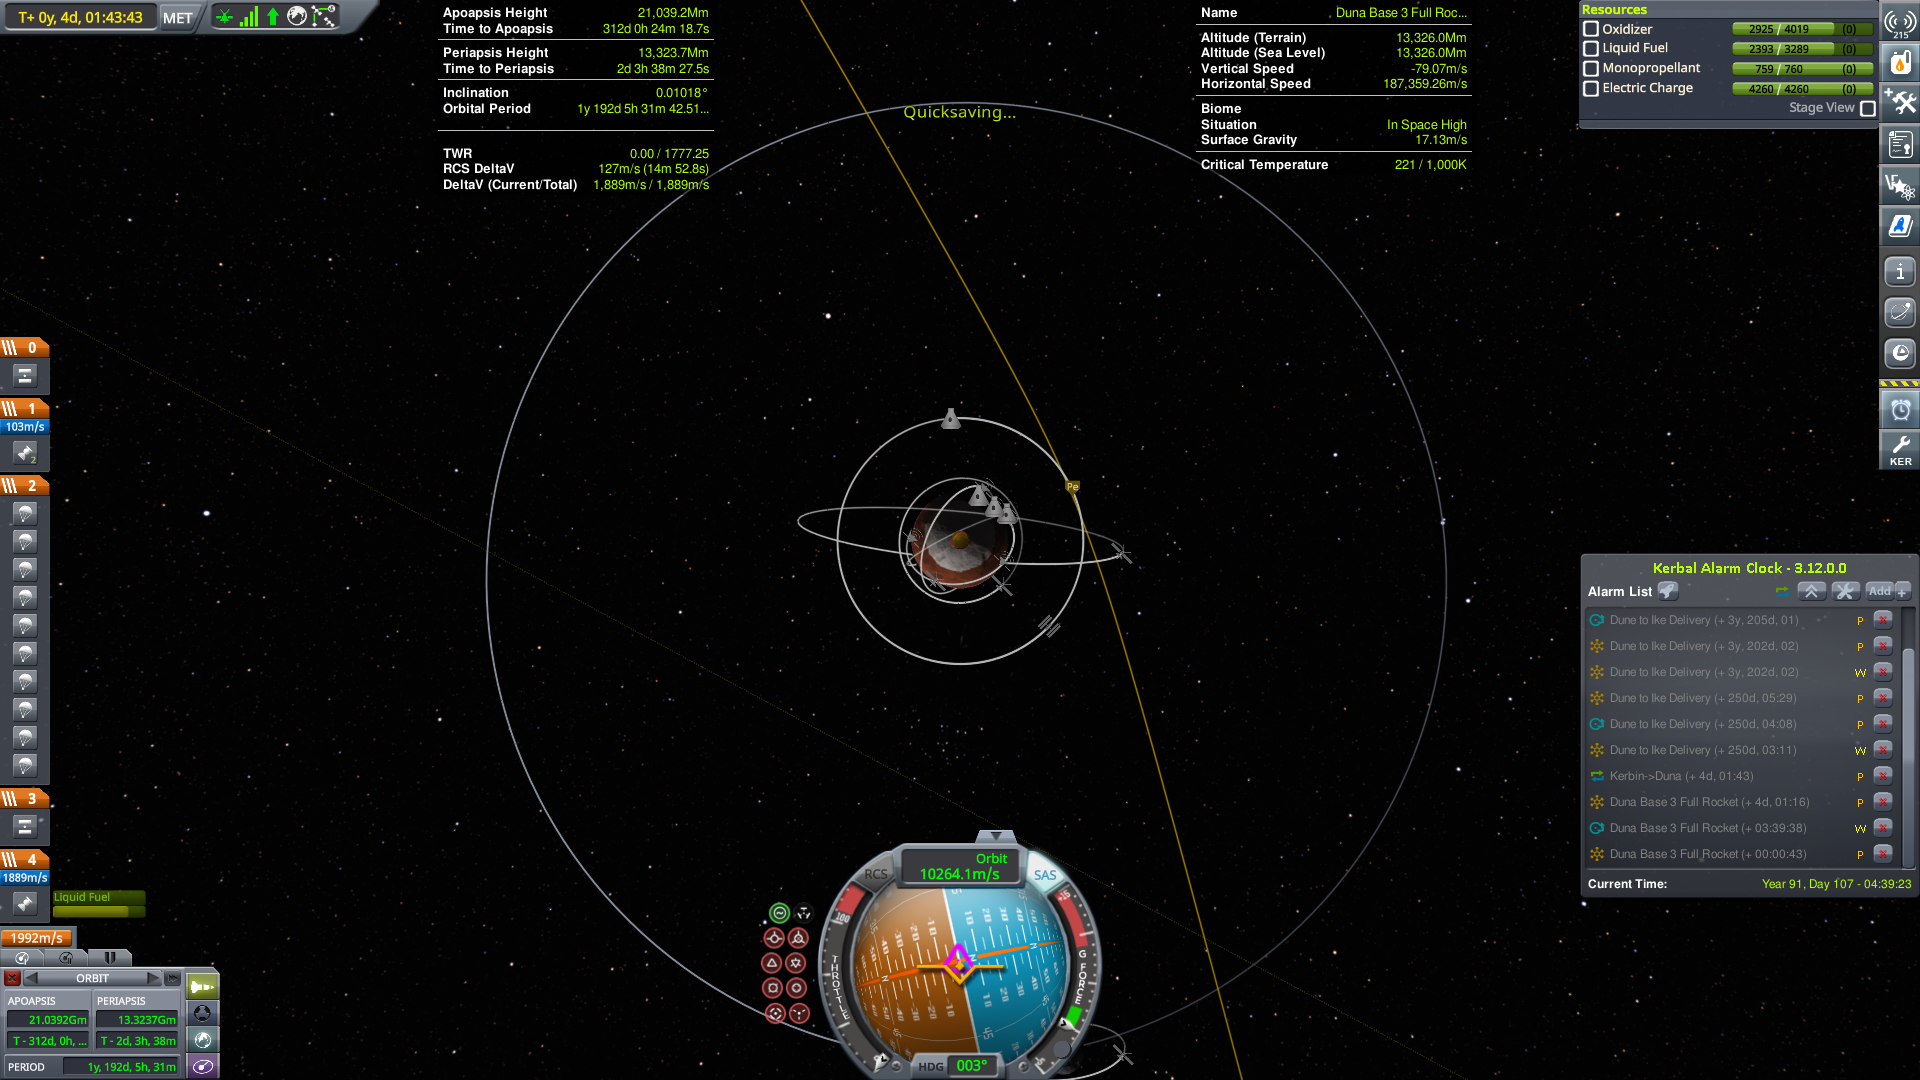 T+ 0y, 4d, 01:43:43 MET
Apoapsis Height 21,039.2Mm
Time to Apoapsis 312d 0h 24m 18.7s
Periapsis Height 13,323.7Mm
Time to Periapsis 2d 3h 38m 27.5s
Inclination 0.01018°
Orbital Period 1y 192d 5h 31m 42.51...
TWR 0.00 / 1777.25
RCS DeltaV 127m/s (14m 52.8s)
DeltaV (Current/Total) 1,889m/s / 1,889m/s
Quicksaving...
Name Duna Base 3 Full Roc...
Altitude (Terrain) 13,326.0Mm
Altitude (Sea Level) 13,326.0Mm
Vertical Speed -79.07m/s
Horizontal Speed 187,359.26m/s
Biome
Situation In Space High
Surface Gravity 17.13m/s
Critical Temperature 221 / 1,000K
Resources
Oxidizer 2925 / 4019 (0)
Liquid Fuel 2393 / 3289 (0)
Monopropellant 759 / 760 (0)
Electric Charge 4260 / 4260 (0)
Stage View
215
KER
0
1
103m/s
2
2
3
4
1889m/s
Liquid Fuel
1992m/s
ORBIT
APOAPSIS PERIAPSIS
21.0392Gm 13.3237Gm
T - 312d, 0h, ... T - 2d, 3h, 38m
PERIOD 1y, 192d, 5h, 31m
Pe
Kerbal Alarm Clock - 3.12.0.0
Alarm List Add +
Dune to Ike Delivery (+ 3y, 205d, 01) P
Dune to Ike Delivery (+ 3y, 202d, 02) P
Dune to Ike Delivery (+ 3y, 202d, 02) W
Dune to Ike Delivery (+ 250d, 05:29) P
Dune to Ike Delivery (+ 250d, 04:08) P
Dune to Ike Delivery (+ 250d, 03:11) W
Kerbin->Duna (+ 4d, 01:43) P
Duna Base 3 Full Rocket (+ 4d, 01:16) P
Duna Base 3 Full Rocket (+ 03:39:38) W
Duna Base 3 Full Rocket (+ 00:00:43) P
Current Time: Year 91, Day 107 - 04:39:23
Orbit
10264.1m/s
RCS
SAS
100
THROTTLE
G FORCE
HDG 003°